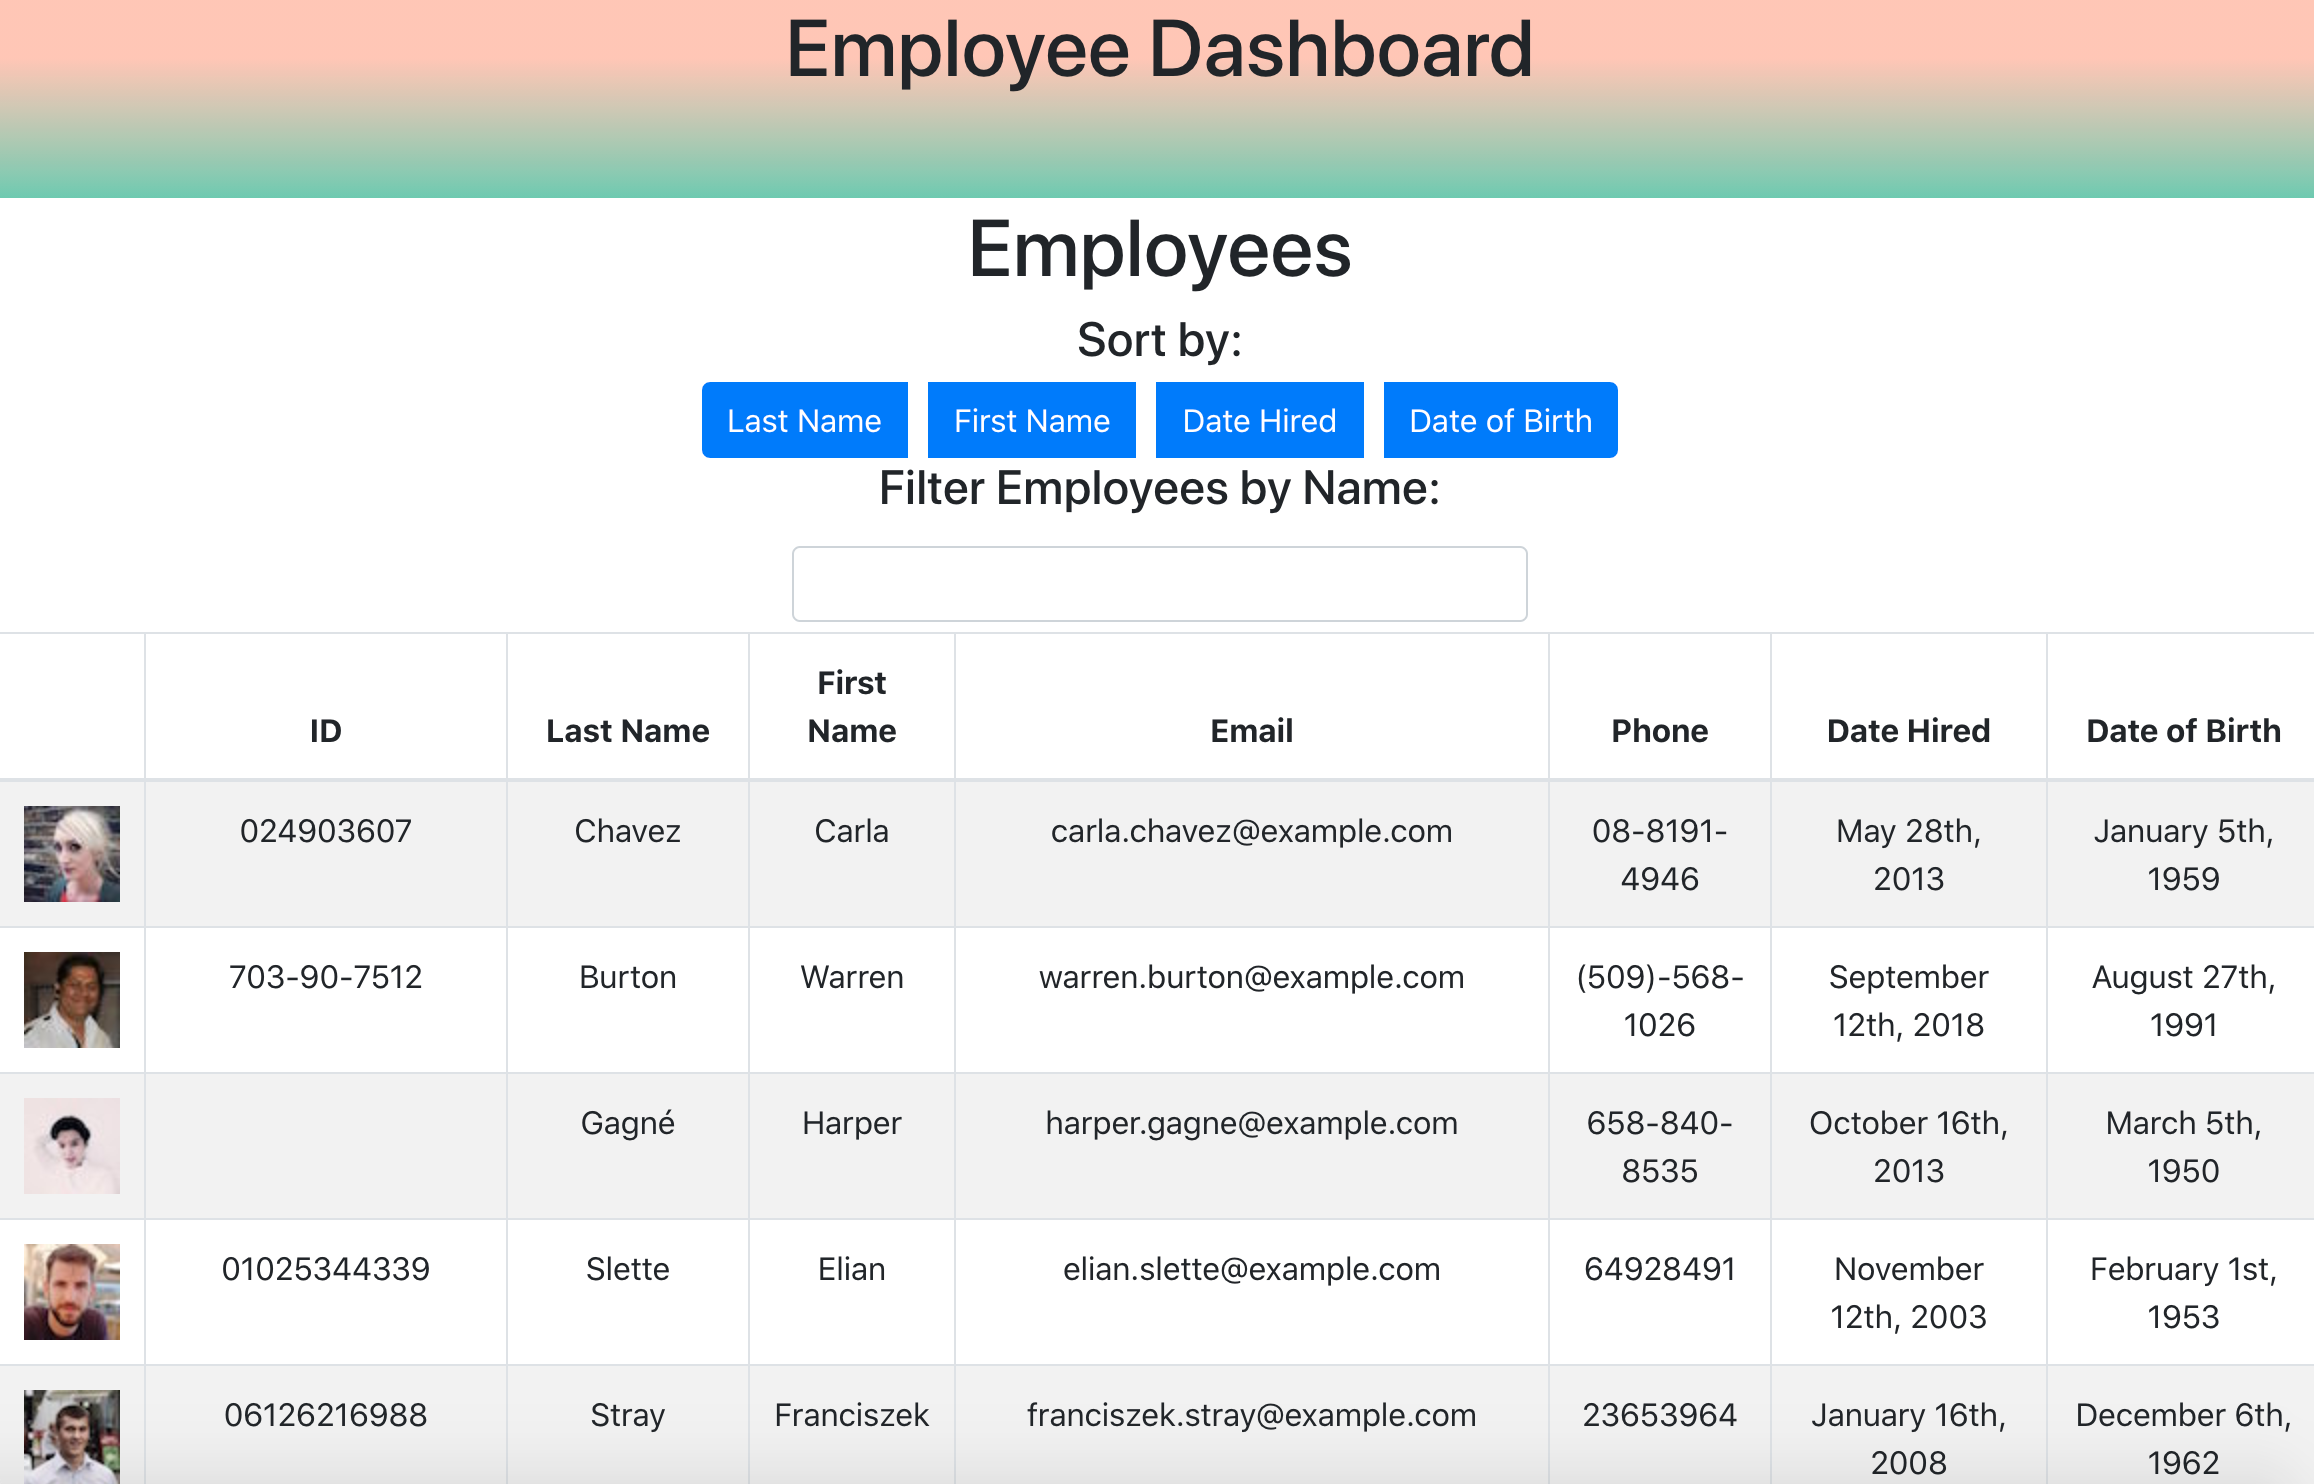 Employee Dashboard
Employees
Sort by:
Last Name First Name Date Hired Date of Birth
Filter Employees by Name:
ID Last Name First Name Email Phone Date Hired Date of Birth
024903607 Chavez Carla carla.chavez@example.com 08-8191-4946 May 28th, 2013 January 5th, 1959
703-90-7512 Burton Warren warren.burton@example.com (509)-568-1026 September 12th, 2018 August 27th, 1991
Gagné Harper harper.gagne@example.com 658-840-8535 October 16th, 2013 March 5th, 1950
01025344339 Slette Elian elian.slette@example.com 64928491 November 12th, 2003 February 1st, 1953
06126216988 Stray Franciszek franciszek.stray@example.com 23653964 January 16th, 2008 December 6th, 1962